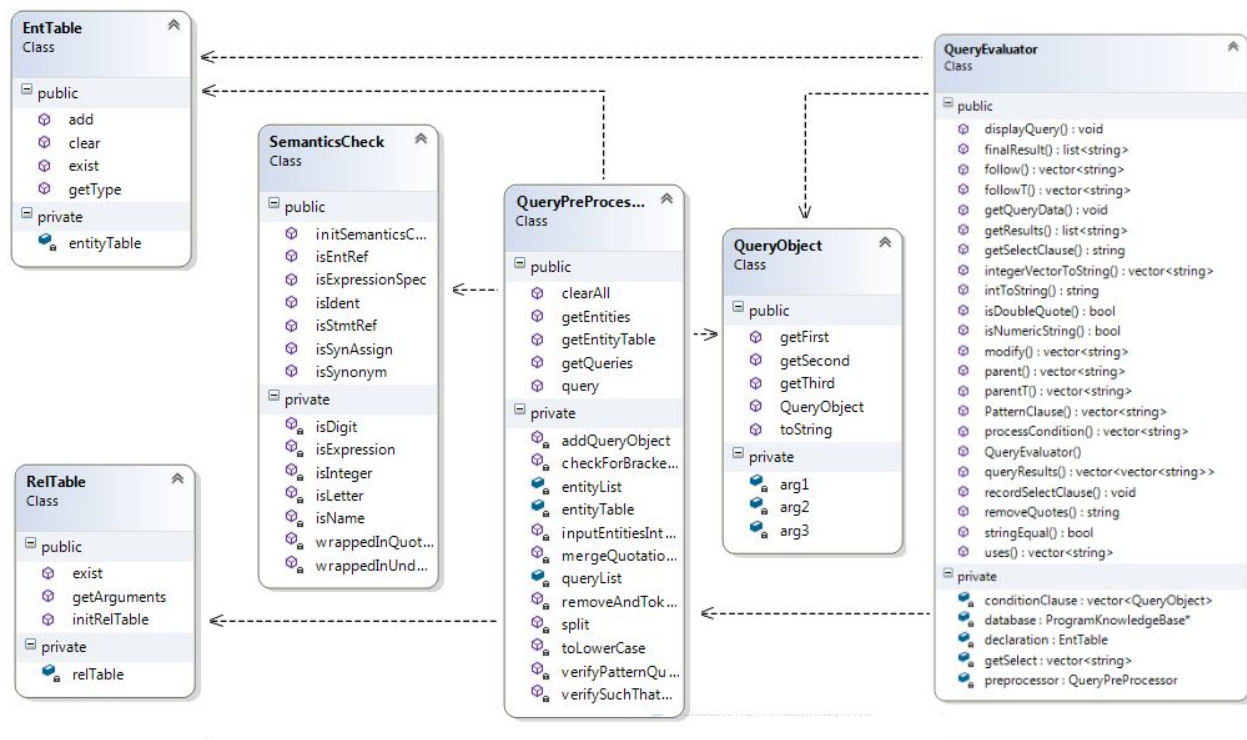 EntTable
Class
public
add
clear
exist
getType
private
entityTable
SemanticsCheck
Class
public
initSemanticsC...
isEntRef
isExpressionSpec
isIdent
isStmtRef
isSynAssign
isSynonym
private
isDigit
isExpression
isInteger
isLetter
isName
wrappedInQuot...
wrappedInUnd...
RelTable
Class
public
exist
getArguments
initRelTable
private
relTable
QueryPreProces...
Class
public
clearAll
getEntities
getEntityTable
getQueries
query
private
addQueryObject
checkForBracke...
entityList
entityTable
inputEntitiesInt...
mergeQuotatio...
queryList
removeAndTok...
split
toLowerCase
verifyPatternQu...
verifySuchThat...
QueryObject
Class
public
getFirst
getSecond
getThird
QueryObject
toString
private
arg1
arg2
arg3
QueryEvaluator
Class
public
displayQuery() : void
finalResult() : list<string>
follow() : vector<string>
followT() : vector<string>
getQueryData() : void
getResults() : list<string>
getSelectClause() : string
integerVectorToString() : vector<string>
intToString() : string
isDoubleQuote() : bool
isNumericString() : bool
modify() : vector<string>
parent() : vector<string>
parentT() : vector<string>
PatternClause() : vector<string>
processCondition() : vector<string>
QueryEvaluator()
queryResults() : vector<vector<string>>
recordSelectClause() : void
removeQuotes() : string
stringEqual() : bool
uses() : vector<string>
private
conditionClause : vector<QueryObject>
database : ProgramKnowledgeBase*
declaration : EntTable
getSelect : vector<string>
preprocessor : QueryPreProcessor